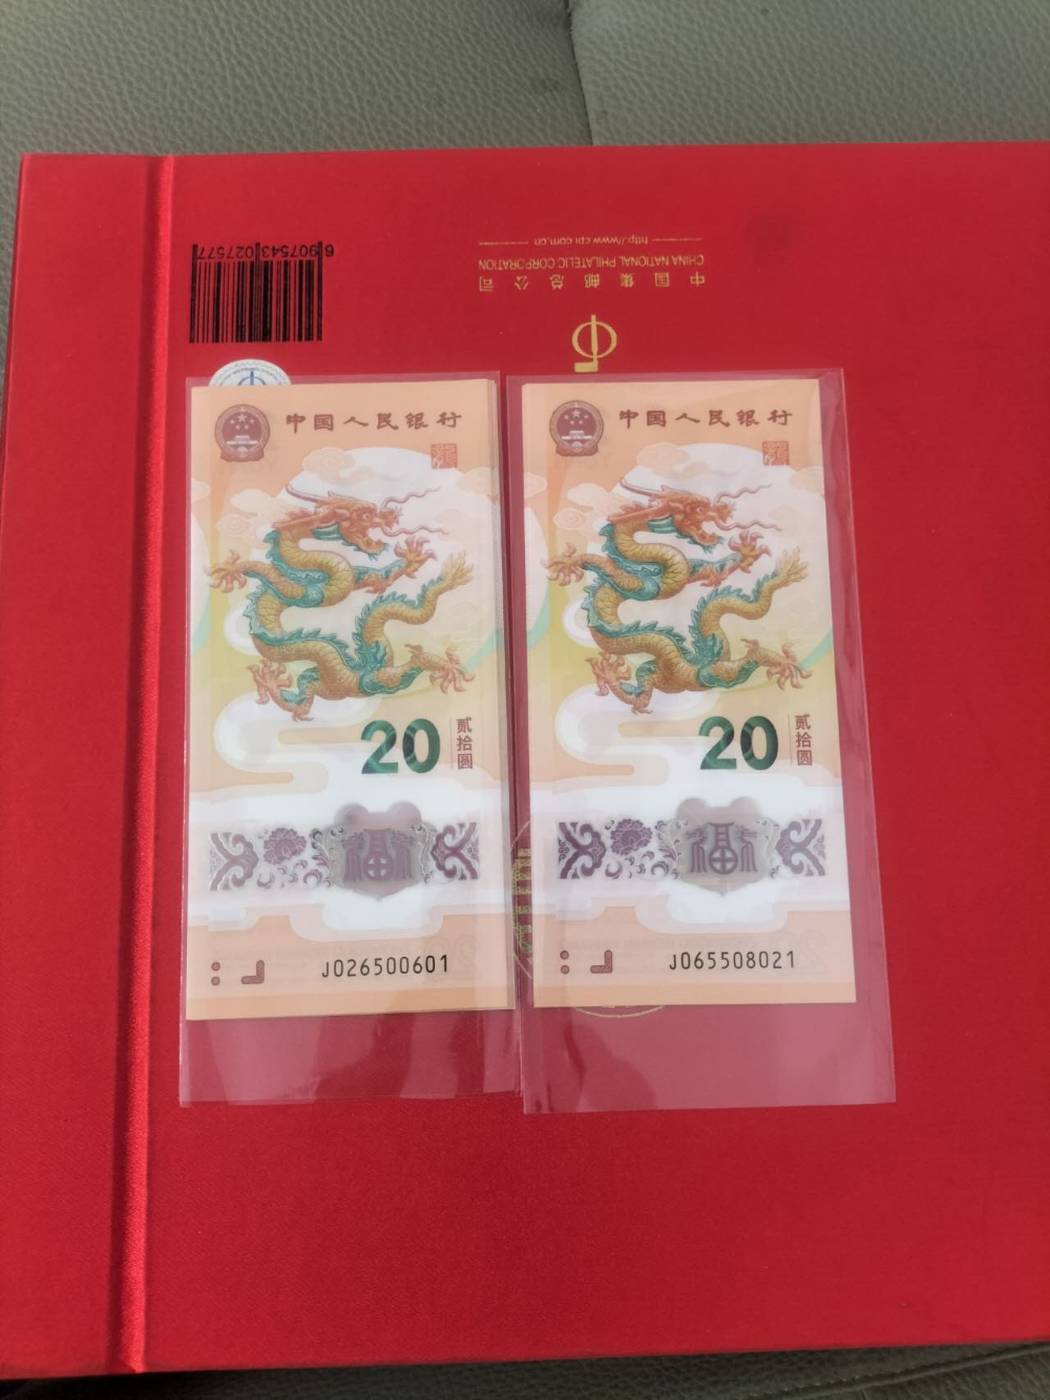 6 907543 027577
http://www.cpi.com.cn
CHINA NATIONAL PHILATELIC CORPORATION
中国集邮总公司
中国人民银行
20
贰拾圆
福
J026500601
中国人民银行
20
贰拾圆
福
J065508021